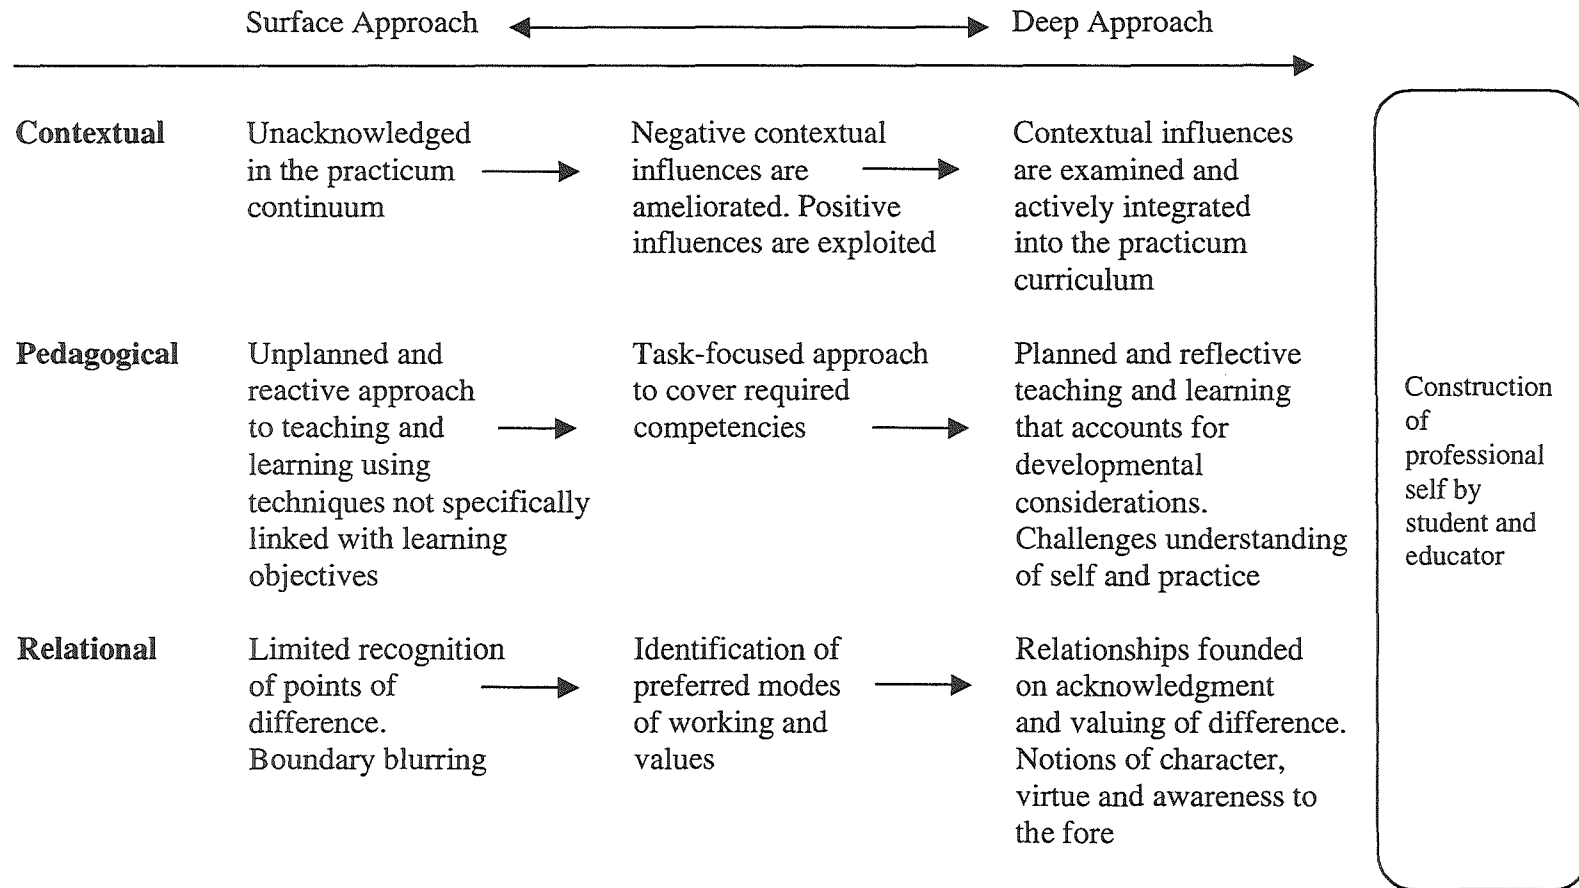 Surface Approach
Deep Approach
Contextual
Unacknowledged
in the practicum
continuum
Negative contextual
influences are
ameliorated. Positive
influences are exploited
Contextual influences
are examined and
actively integrated
into the practicum
curriculum
Pedagogical
Unplanned and
reactive approach
to teaching and
learning using
techniques not specifically
linked with learning
objectives
Task-focused approach
to cover required
competencies
Planned and reflective
teaching and learning
that accounts for
developmental
considerations.
Challenges understanding
of self and practice
Relational
Limited recognition
of points of
difference.
Boundary blurring
Identification of
preferred modes
of working and
values
Relationships founded
on acknowledgment
and valuing of difference.
Notions of character,
virtue and awareness to
the fore
Construction
of
professional
self by
student and
educator